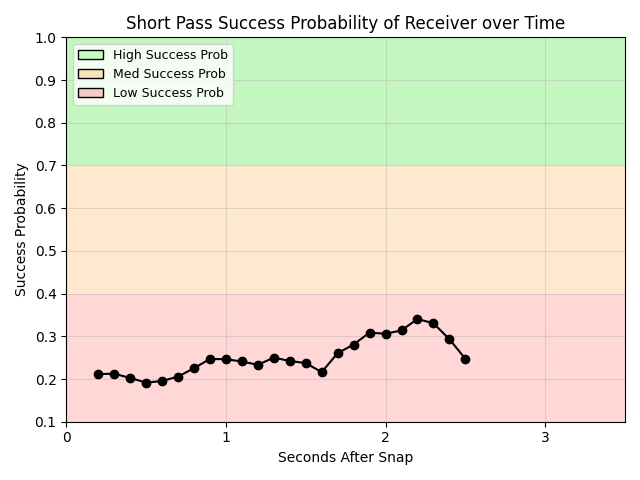 Short Pass Success Probability of Receiver over Time
High Success Prob
Med Success Prob
Low Success Prob
Success Probability
1.0
0.9
0.8
0.7
0.6
0.5
0.4
0.3
0.2
0.1
0 1 2 3
Seconds After Snap